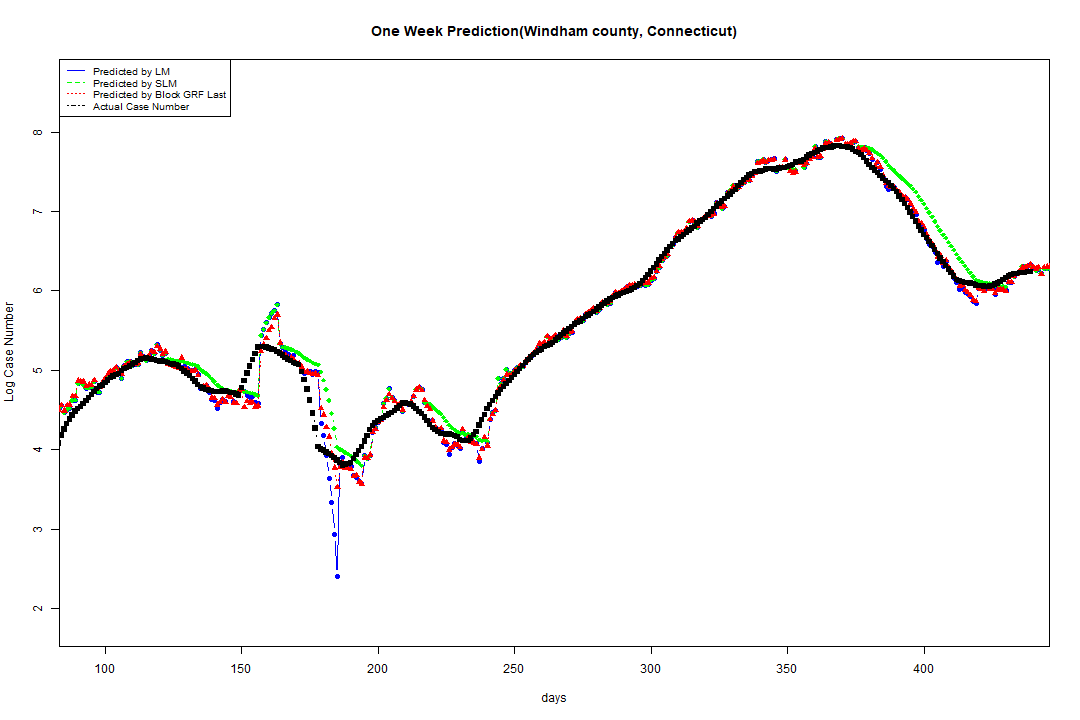 One Week Prediction(Windham county, Connecticut)
Predicted by LM
Predicted by SLM
Predicted by Block GRF Last
Actual Case Number
Log Case Number
8
7
6
5
4
3
2
100 150 200 250 300 350 400
days